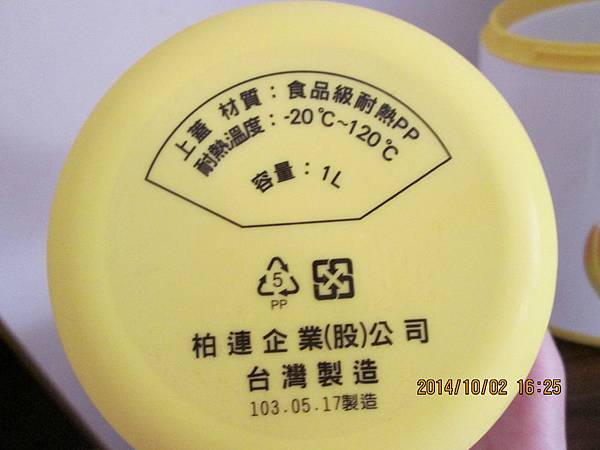 上蓋 材質：食品級耐熱PP
耐熱溫度：-20℃~120℃
容量：1L
5
PP
柏連企業(股)公司
台灣製造
103.05.17製造
2014/10/02 16:25